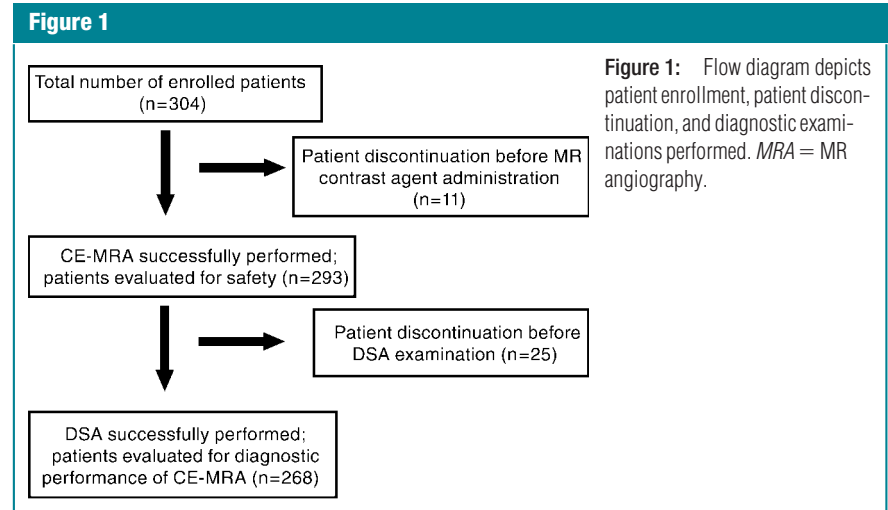 Figure 1
Total number of enrolled patients
(n=304)
Patient discontinuation before MR
contrast agent administration
(n=11)
CE-MRA successfully performed;
patients evaluated for safety (n=293)
Patient discontinuation before
DSA examination (n=25)
DSA successfully performed;
patients evaluated for diagnostic
performance of CE-MRA (n=268)
Figure 1: Flow diagram depicts
patient enrollment, patient discon-
tinuation, and diagnostic exami-
nations performed. MRA = MR
angiography.